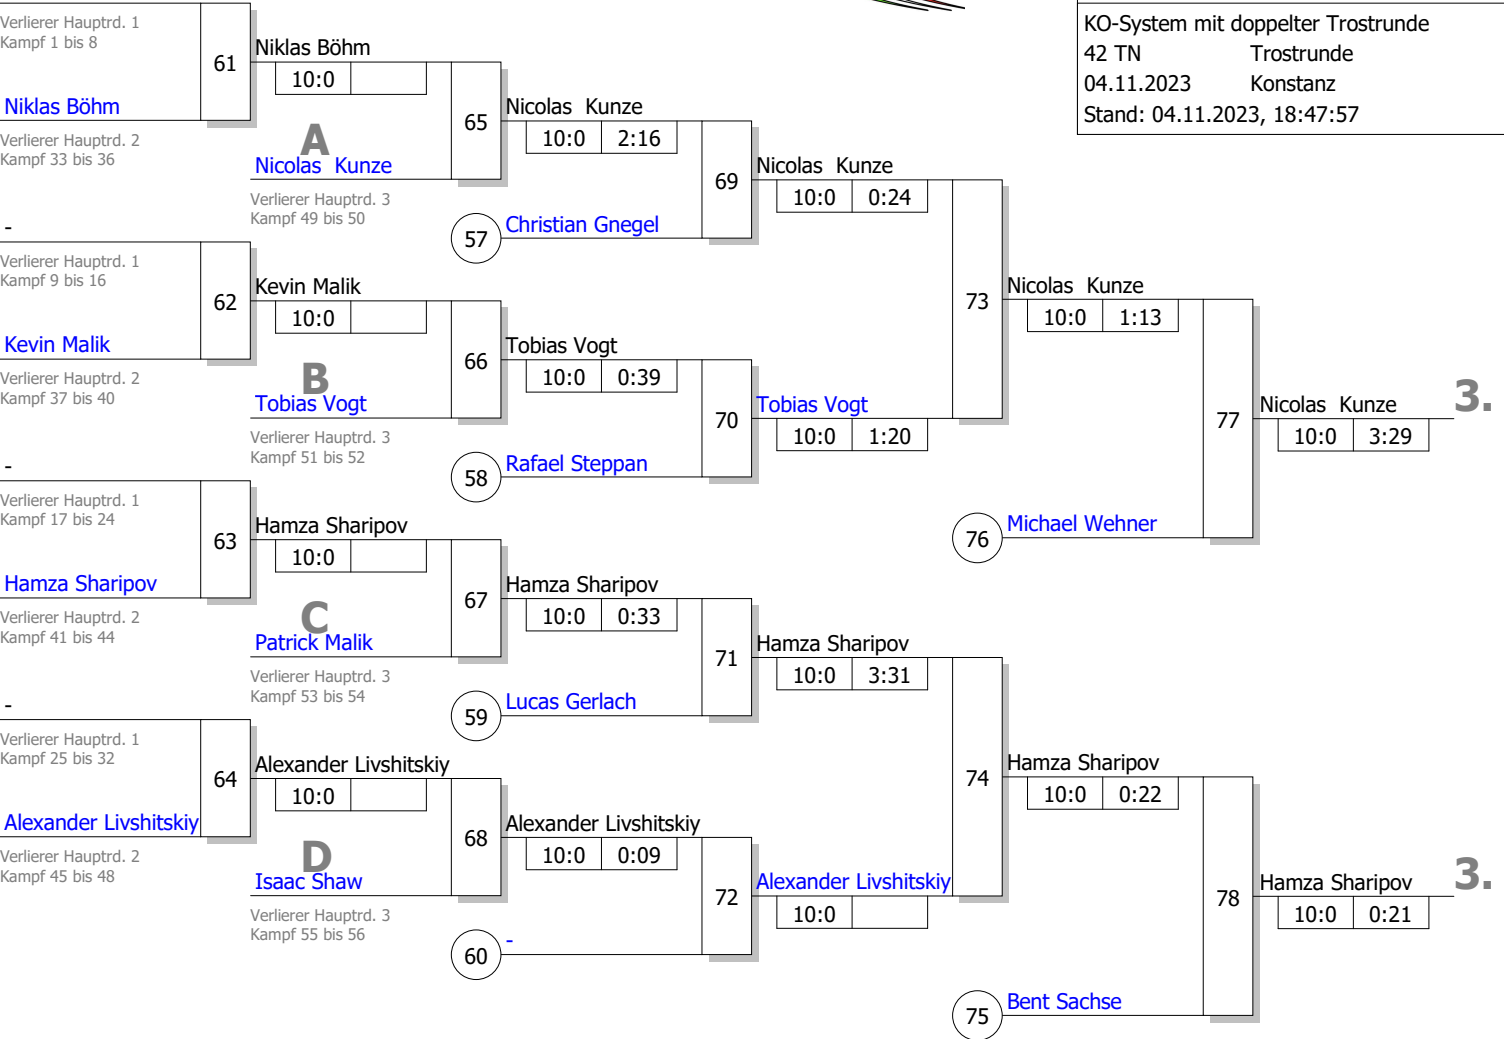 KO-System mit doppelter Trostrunde
42 TN Trostrunde
04.11.2023 Konstanz
Stand: 04.11.2023, 18:47:57
Verlierer Hauptrd. 1
Kampf 1 bis 8
61
Niklas Böhm
10:0
Niklas Böhm
Verlierer Hauptrd. 2
Kampf 33 bis 36
A
Nicolas Kunze
Verlierer Hauptrd. 3
Kampf 49 bis 50
65
Nicolas Kunze
10:0 2:16
57
Christian Gnegel
69
Nicolas Kunze
10:0 0:24
-
Verlierer Hauptrd. 1
Kampf 9 bis 16
62
Kevin Malik
10:0
Kevin Malik
Verlierer Hauptrd. 2
Kampf 37 bis 40
B
Tobias Vogt
Verlierer Hauptrd. 3
Kampf 51 bis 52
66
Tobias Vogt
10:0 0:39
58
Rafael Steppan
70
Tobias Vogt
10:0 1:20
73
Nicolas Kunze
10:0 1:13
76
Michael Wehner
77
Nicolas Kunze
10:0 3:29
3.
-
Verlierer Hauptrd. 1
Kampf 17 bis 24
63
Hamza Sharipov
10:0
Hamza Sharipov
Verlierer Hauptrd. 2
Kampf 41 bis 44
C
Patrick Malik
Verlierer Hauptrd. 3
Kampf 53 bis 54
67
Hamza Sharipov
10:0 0:33
59
Lucas Gerlach
71
Hamza Sharipov
10:0 3:31
-
Verlierer Hauptrd. 1
Kampf 25 bis 32
64
Alexander Livshitskiy
10:0
Alexander Livshitskiy
Verlierer Hauptrd. 2
Kampf 45 bis 48
D
Isaac Shaw
Verlierer Hauptrd. 3
Kampf 55 bis 56
68
Alexander Livshitskiy
10:0 0:09
60
-
72
Alexander Livshitskiy
10:0
74
Hamza Sharipov
10:0 0:22
75
Bent Sachse
78
Hamza Sharipov
10:0 0:21
3.